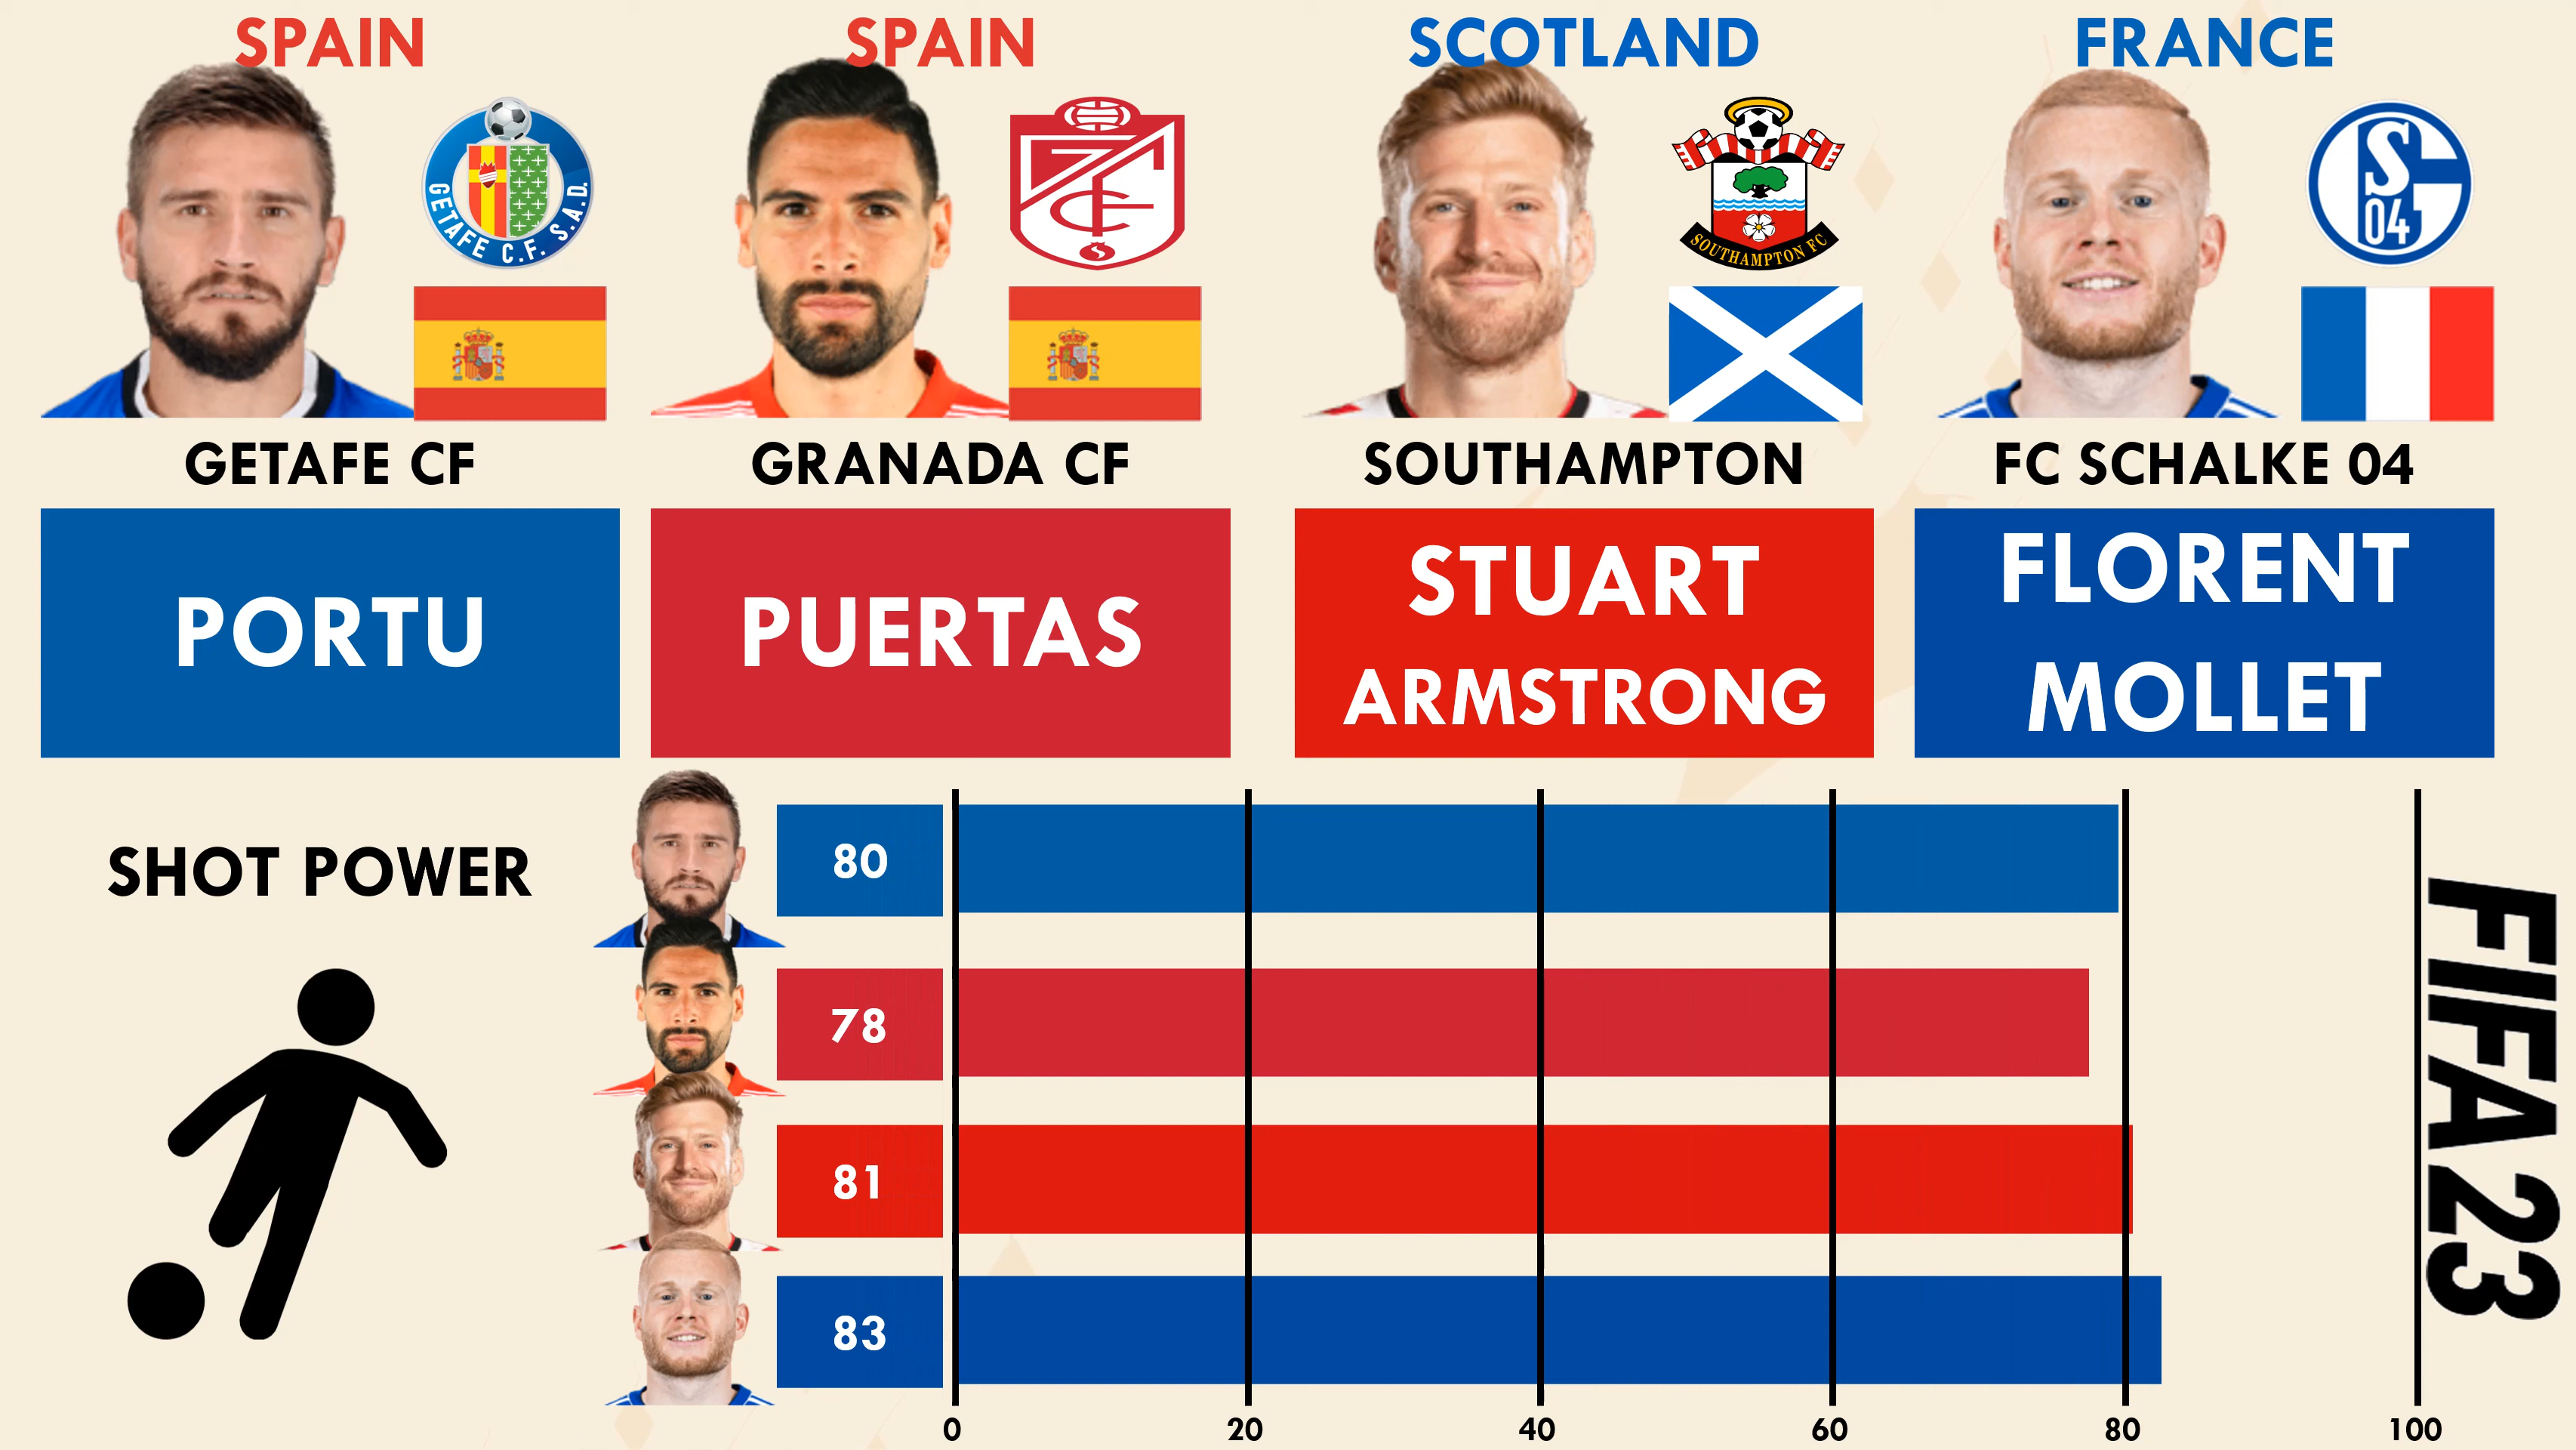 SPAIN
SPAIN
SCOTLAND
FRANCE
GETAFE C.F. S.A.D.
SOUTHAMPTON FC
S
04
GETAFE CF
GRANADA CF
SOUTHAMPTON
FC SCHALKE 04
PORTU
PUERTAS
STUART
ARMSTRONG
FLORENT
MOLLET
SHOT POWER
80
78
81
83
0
20
40
60
80
100
FIFA 23